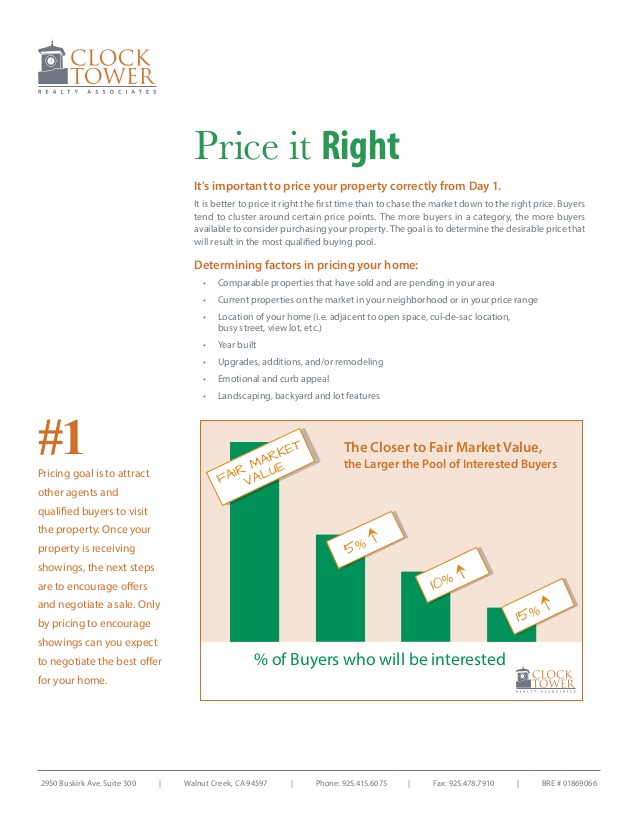 CLOCK
TOWER
REALTY ASSOCIATES
Price it Right
It's important to price your property correctly from Day 1.
It is better to price it right the first time than to chase the market down to the right price. Buyers
tend to cluster around certain price points. The more buyers in a category, the more buyers
available to consider purchasing your property. The goal is to determine the desirable price that
will result in the most qualified buying pool.
Determining factors in pricing your home:
• Comparable properties that have sold and are pending in your area
• Current properties on the market in your neighborhood or in your price range
• Location of your home (i.e. adjacent to open space, cul-de-sac location,
busy street, view lot, etc.)
• Year built
• Upgrades, additions, and/or remodeling
• Emotional and curb appeal
• Landscaping, backyard and lot features
#1
Pricing goal is to attract
other agents and
qualified buyers to visit
the property. Once your
property is receiving
showings, the next steps
are to encourage offers
and negotiate a sale. Only
by pricing to encourage
showings can you expect
to negotiate the best offer
for your home.
The Closer to Fair Market Value,
the Larger the Pool of Interested Buyers
FAIR MARKET
VALUE
5% ↑
10% ↑
15% ↑
% of Buyers who will be interested
CLOCK
TOWER
REALTY ASSOCIATES
2950 Buskirk Ave. Suite 300 | Walnut Creek, CA 94597 | Phone: 925.415.6075 | Fax: 925.478.7910 | BRE # 01869066